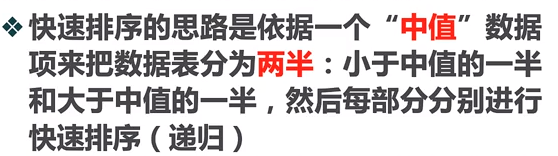 ❖快速排序的思路是依据一个“中值”数据
项来把数据表分为两半：小于中值的一半
和大于中值的一半，然后每部分分别进行
快速排序（递归）